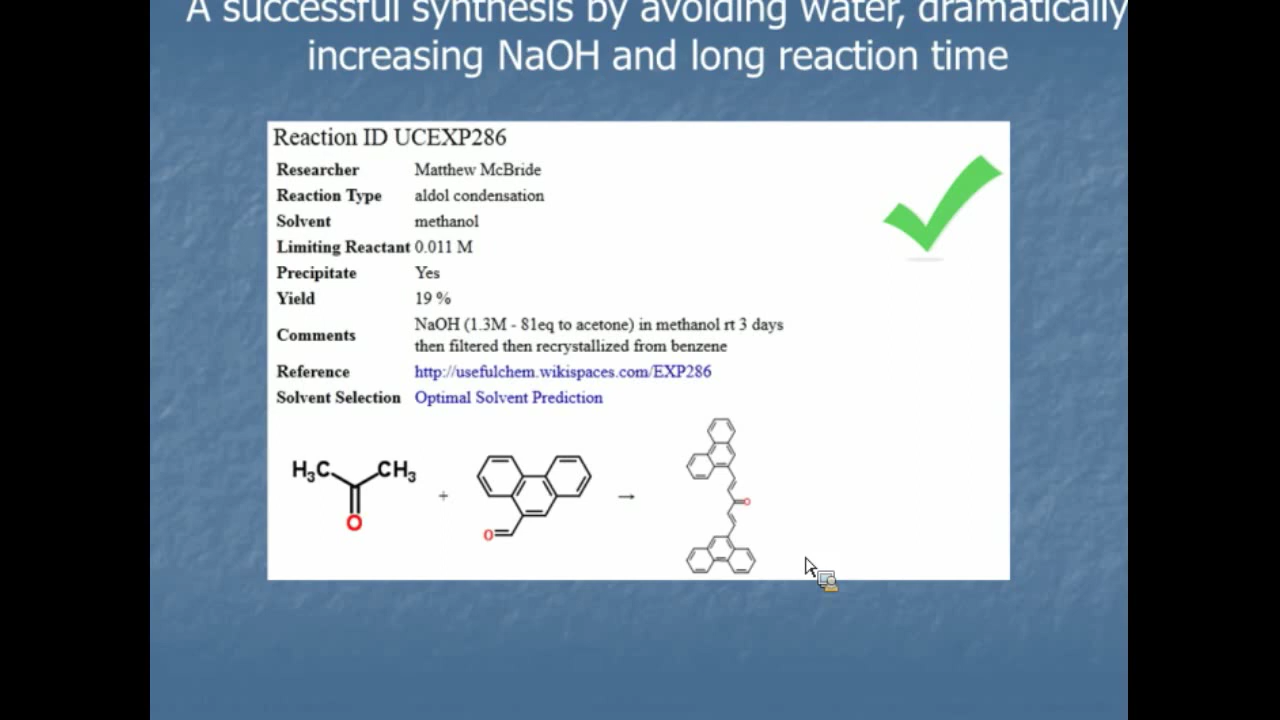 A successful synthesis by avoiding water, dramatically
increasing NaOH and long reaction time
Reaction ID UCEXP286
Researcher Matthew McBride
Reaction Type aldol condensation
Solvent methanol
Limiting Reactant 0.011 M
Precipitate Yes
Yield 19 %
Comments NaOH (1.3M - 81eq to acetone) in methanol rt 3 days
then filtered then recrystallized from benzene
Reference http://usefulchem.wikispaces.com/EXP286
Solvent Selection Optimal Solvent Prediction
H₃C CH₃
+ →
O O O